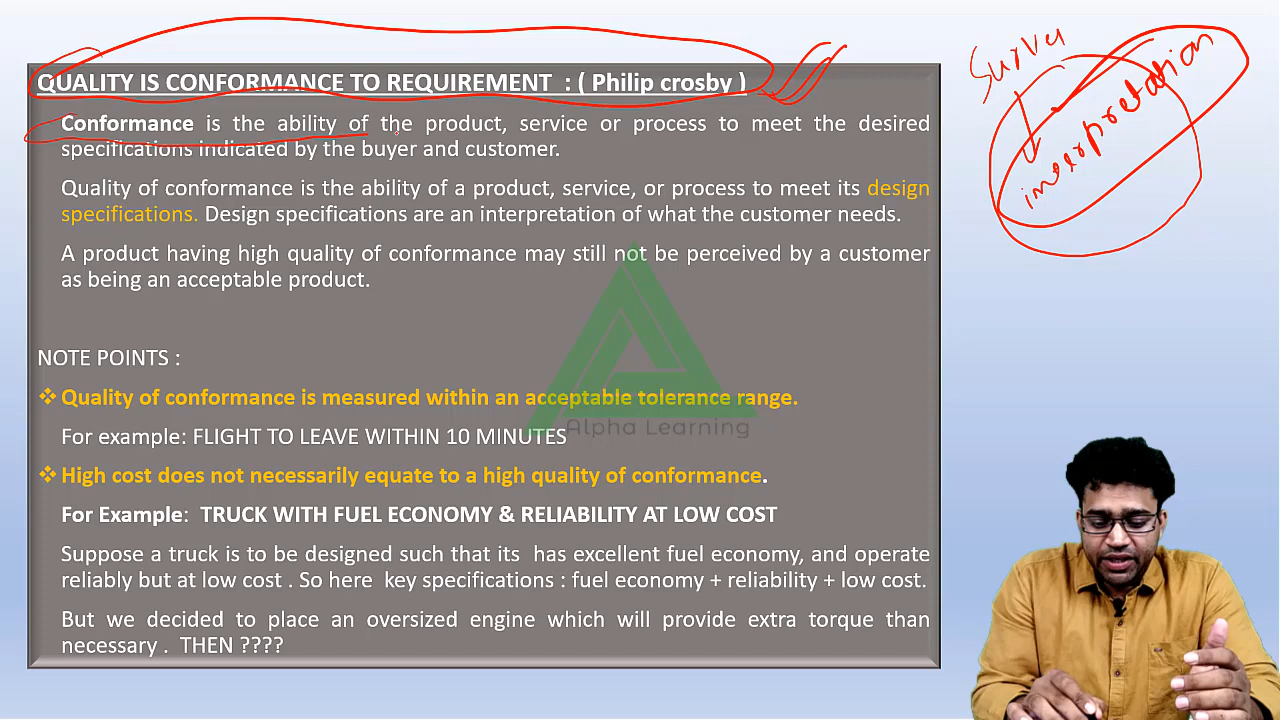 QUALITY IS CONFORMANCE TO REQUIREMENT : ( Philip crosby )
Conformance is the ability of the product, service or process to meet the desired
specifications indicated by the buyer and customer.
Quality of conformance is the ability of a product, service, or process to meet its design
specifications. Design specifications are an interpretation of what the customer needs.
A product having high quality of conformance may still not be perceived by a customer
as being an acceptable product.
NOTE POINTS :
❖ Quality of conformance is measured within an acceptable tolerance range.
For example: FLIGHT TO LEAVE WITHIN 10 MINUTES
❖ High cost does not necessarily equate to a high quality of conformance.
For Example: TRUCK WITH FUEL ECONOMY & RELIABILITY AT LOW COST
Suppose a truck is to be designed such that its has excellent fuel economy, and operate
reliably but at low cost . So here key specifications : fuel economy + reliability + low cost.
But we decided to place an oversized engine which will provide extra torque than
necessary . THEN ????
Alpha Learning
interpretation